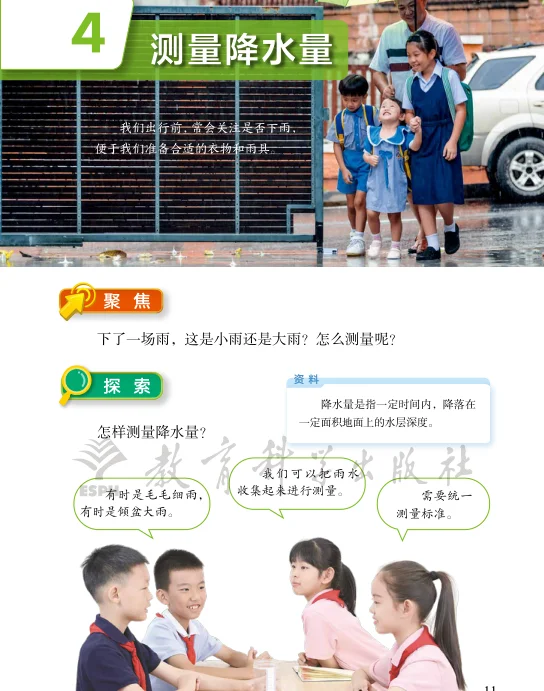 4
测量降水量
我们出行前，常会关注是否下雨，
便于我们准备合适的衣物和雨具。
聚焦
下了一场雨，这是小雨还是大雨？怎么测量呢？
探索
资料
降水量是指一定时间内，降落在
一定面积地面上的水层深度。
怎样测量降水量？
教育科学出版社
ESPH
有时是毛毛细雨，
有时是倾盆大雨。
我们可以把雨水
收集起来进行测量。
需要统一
测量标准。
11